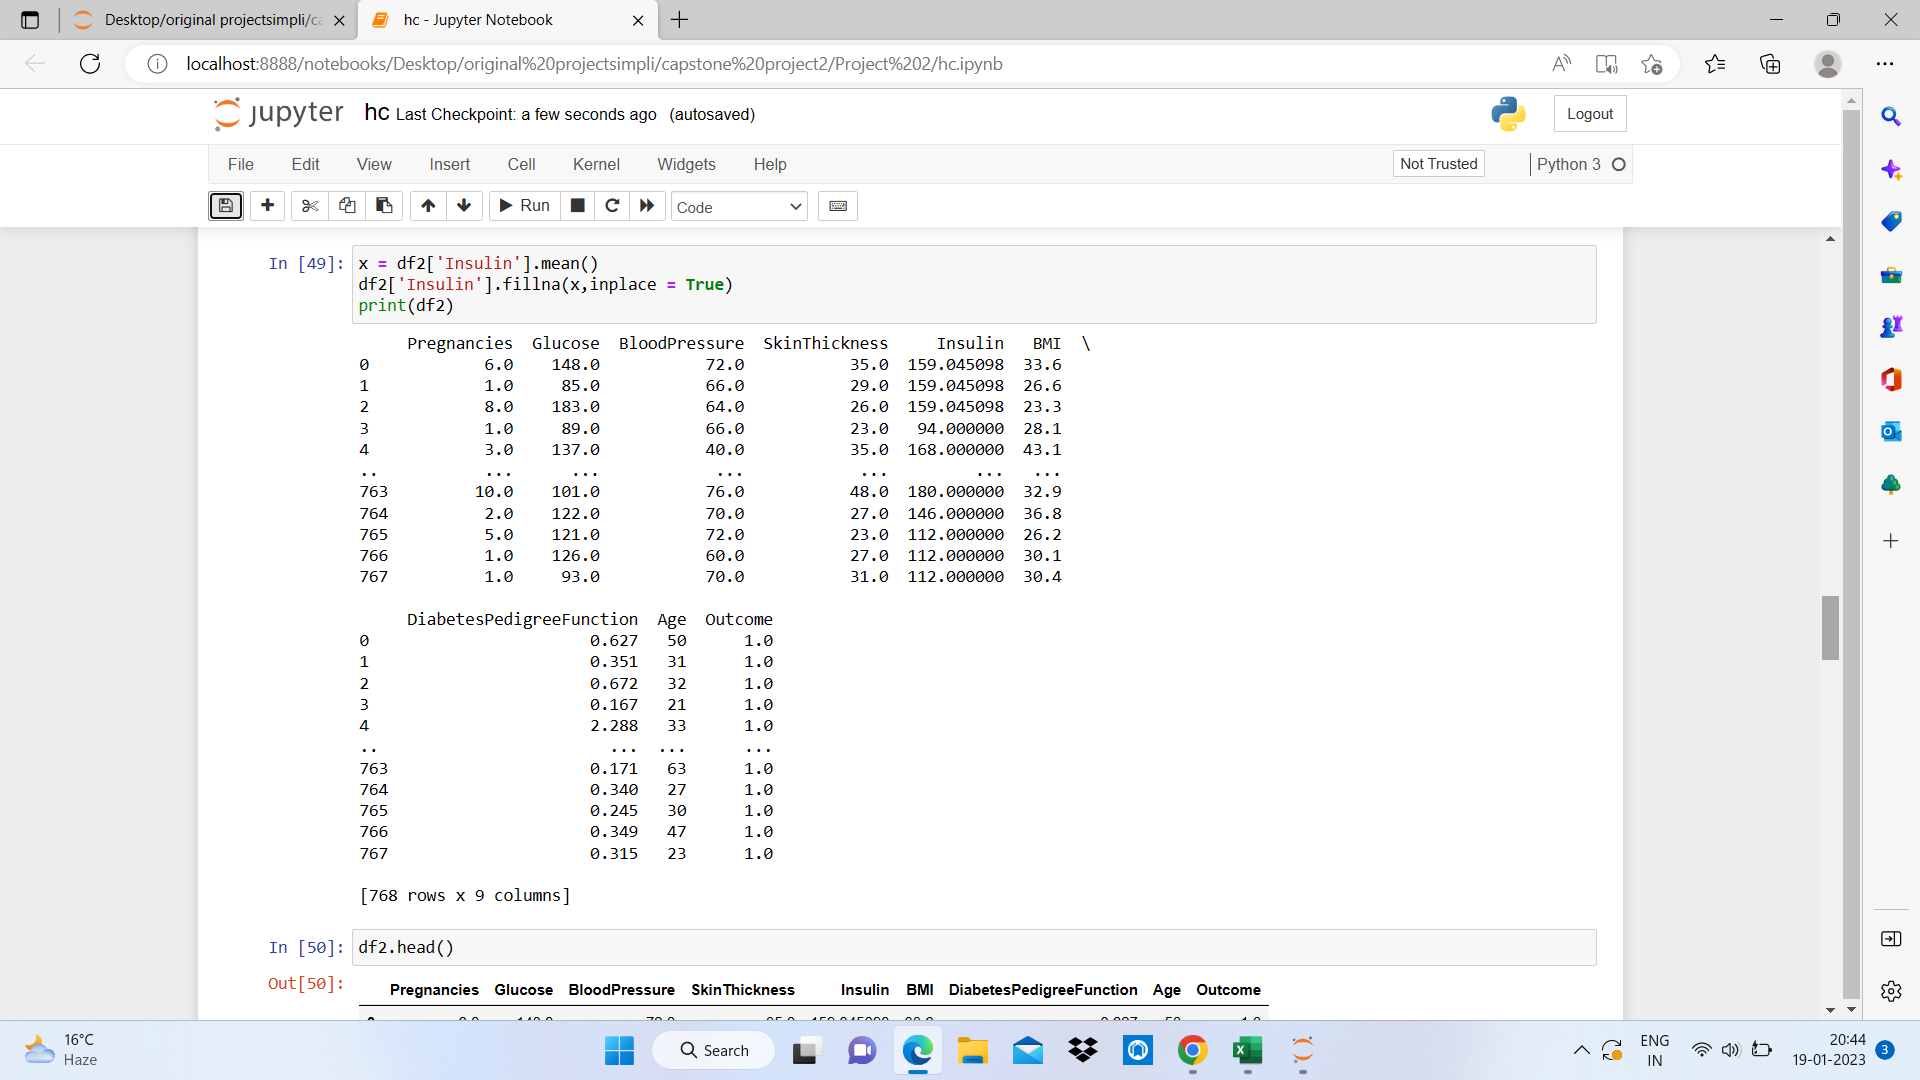 Desktop/original projectsimpli/ca
hc - Jupyter Notebook
localhost:8888/notebooks/Desktop/original%20projectsimpli/capstone%20project2/Project%202/hc.ipynb
jupyter hc Last Checkpoint: a few seconds ago (autosaved)
Logout
File Edit View Insert Cell Kernel Widgets Help
Not Trusted
Python 3
Run
Code
In [49]:
x = df2['Insulin'].mean()
df2['Insulin'].fillna(x,inplace = True)
print(df2)
Pregnancies Glucose BloodPressure SkinThickness Insulin BMI \
0 6.0 148.0 72.0 35.0 159.045098 33.6
1 1.0 85.0 66.0 29.0 159.045098 26.6
2 8.0 183.0 64.0 26.0 159.045098 23.3
3 1.0 89.0 66.0 23.0 94.000000 28.1
4 3.0 137.0 40.0 35.0 168.000000 43.1
.. ... ... ... ... ... ...
763 10.0 101.0 76.0 48.0 180.000000 32.9
764 2.0 122.0 70.0 27.0 146.000000 36.8
765 5.0 121.0 72.0 23.0 112.000000 26.2
766 1.0 126.0 60.0 27.0 112.000000 30.1
767 1.0 93.0 70.0 31.0 112.000000 30.4
DiabetesPedigreeFunction Age Outcome
0 0.627 50 1.0
1 0.351 31 1.0
2 0.672 32 1.0
3 0.167 21 1.0
4 2.288 33 1.0
.. ... ... ...
763 0.171 63 1.0
764 0.340 27 1.0
765 0.245 30 1.0
766 0.349 47 1.0
767 0.315 23 1.0
[768 rows x 9 columns]
In [50]:
df2.head()
Out[50]:
Pregnancies Glucose BloodPressure SkinThickness Insulin BMI DiabetesPedigreeFunction Age Outcome
16°C
Haze
Search
ENG
IN
20:44
19-01-2023
3